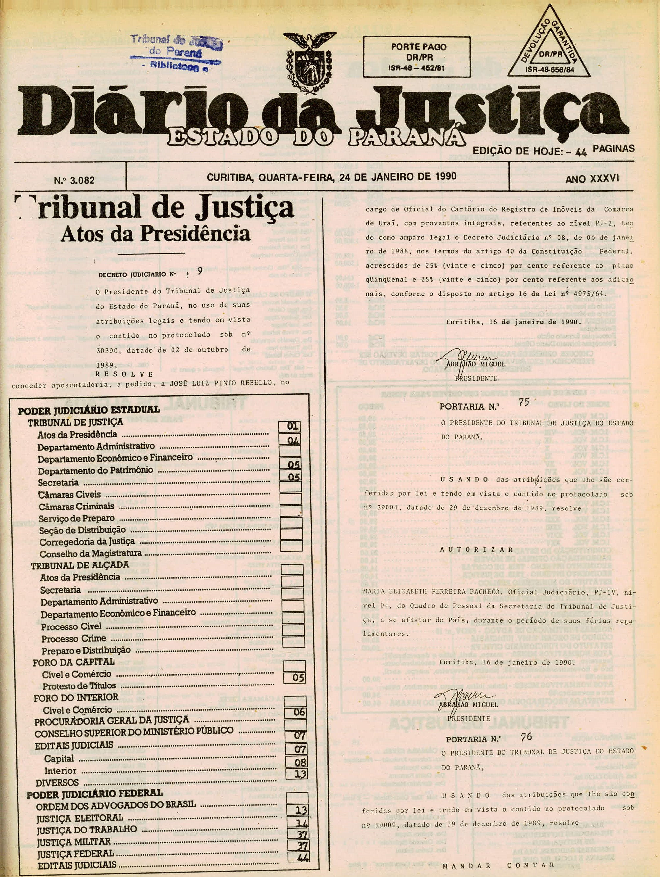 Tribunal de Justiça
do Paraná
- Biblioteca -
PORTE PAGO
DR/PR
ISR-48 - 452/81
DEVOLUÇÃO GARANTIDA
DR/PR
ISR-48-656/84
Diário da Justiça
ESTADO DO PARANÁ
EDIÇÃO DE HOJE: - 44 PAGINAS
N.º 3.082
CURITIBA, QUARTA-FEIRA, 24 DE JANEIRO DE 1990
ANO XXXVI
Tribunal de Justiça
Atos da Presidência
DECRETO JUDICIARIO Nº 9
O Presidente do Tribunal de Justiça
do Estado do Paraná, no uso de suas
atribuições legais e tendo em vista
o contido no protocolado sob nº
datado de 02 de outubro de
1989.
R E S O L V E
conceder aposentadoria, a pedido, a JOSÉ LUIZ PINTO REBELLO, no
PODER JUDICIÁRIO ESTADUAL
TRIBUNAL DE JUSTIÇA
Atos da Presidência 01
Departamento Administrativo 04
Departamento Econômico e Financeiro
Departamento do Patrimônio 05
Secretaria 05
Câmaras Cíveis
Câmaras Criminais
Serviço de Preparo
Seção de Distribuição
Corregedoria da Justiça
Conselho da Magistratura
TRIBUNAL DE ALÇADA
Atos da Presidência
Secretaria
Departamento Administrativo
Departamento Econômico e Financeiro
Processo Cível
Processo Crime
Preparo e Distribuição
FORO DA CAPITAL
Cível e Comércio 05
Protesto de Títulos
FORO DO INTERIOR
Cível e Comércio 06
PROCURADORIA GERAL DA JUSTIÇA
CONSELHO SUPERIOR DO MINISTÉRIO PÚBLICO 07
EDITAIS JUDICIAIS 07
Capital 08
Interior 13
DIVERSOS
PODER JUDICIÁRIO FEDERAL
ORDEM DOS ADVOGADOS DO BRASIL 13
JUSTIÇA ELEITORAL 14
JUSTIÇA DO TRABALHO 37
JUSTIÇA MILITAR 37
JUSTIÇA FEDERAL 44
EDITAIS JUDICIAIS
cargo de Oficial do Cartório do Registro de Imóveis da Comarca
de Uraí, com proventos integrais, referentes ao nível PJ-2, ten
do como amparo legal o Decreto Judiciário nº 08, de 06 de janei
ro de 1986, nos termos do artigo 40 da Constituição Federal,
acrescidos de 25% (vinte e cinco) por cento referente ao plano
qüinqüenal e 25% (vinte e cinco) por cento referente aos adicio
nais, conforme o disposto no artigo 16 da Lei nº 4975/64.
Curitiba, 16 de janeiro de 1990.
ABRAHÃO MIGUEL
PRESIDENTE
PORTARIA N.º 75
O PRESIDENTE DO TRIBUNAL DE JUSTIÇA DO ESTADO
DO PARANÁ,
U S A N D O das atribuições que lhe são con-
feridas por lei e tendo em vista o contido no protocolado sob
nº datado de 29 de dezembro de 1989, resolve
A U T O R I Z A R
MARIA ELIZABETE FERREIRA PACHECO, Oficial Judiciário, PJ-IV, ní-
vel do Quadro de Pessoal da Secretaria do Tribunal de Justi-
ça, a se afastar do País, durante o período de suas férias regu
lamentares.
Curitiba, 16 de janeiro de 1990.
ABRAHÃO MIGUEL
PRESIDENTE
PORTARIA N.º 76
O PRESIDENTE DO TRIBUNAL DE JUSTIÇA DO ESTADO
DO PARANÁ,
U S A N D O das atribuições que lhe são con
feridas por lei e tendo em vista o contido no protocolado sob
nº datado de 19 de dezembro de 1989, resolve
M A N D A R C O N T A R